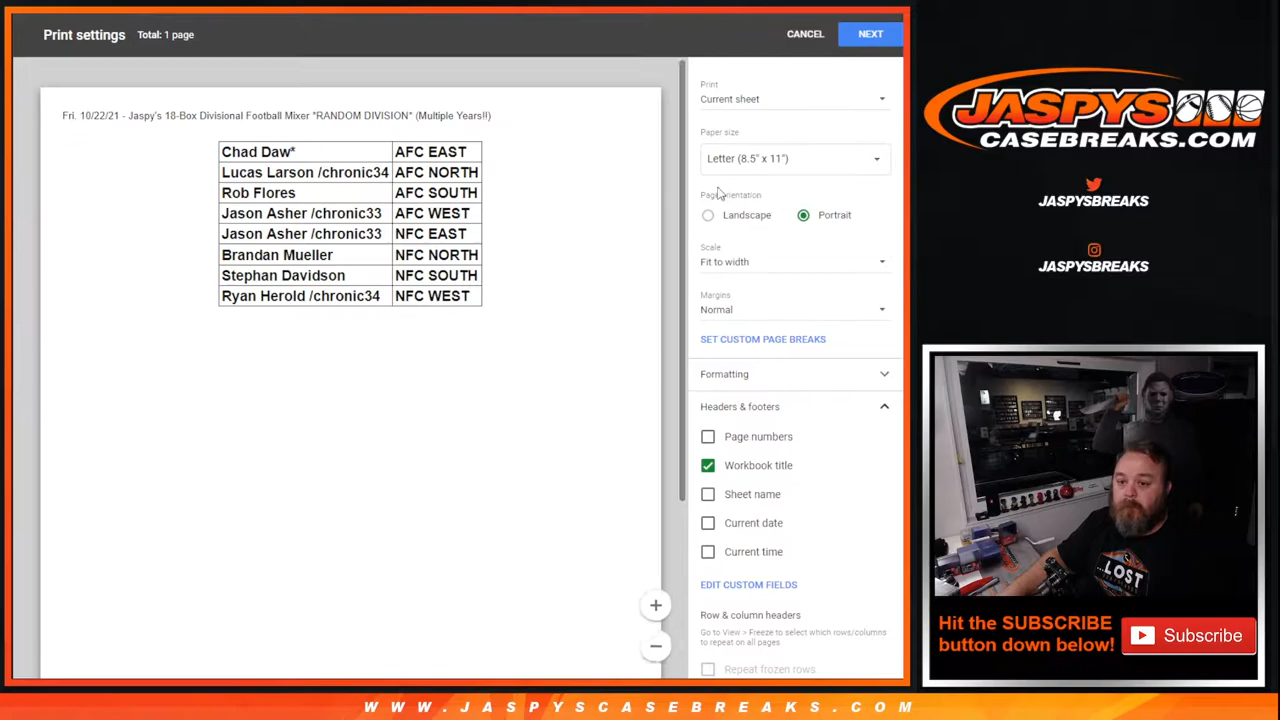 Print settings Total: 1 page
CANCEL
NEXT
Fri. 10/22/21 - Jaspy's 18-Box Divisional Football Mixer *RANDOM DIVISION* (Multiple Years!!)
Chad Daw* AFC EAST
Lucas Larson /chronic34 AFC NORTH
Rob Flores AFC SOUTH
Jason Asher /chronic33 AFC WEST
Jason Asher /chronic33 NFC EAST
Brandan Mueller NFC NORTH
Stephan Davidson NFC SOUTH
Ryan Herold /chronic34 NFC WEST
Print
Current sheet
Paper size
Letter (8.5" x 11")
Page orientation
Landscape Portrait
Scale
Fit to width
Margins
Normal
SET CUSTOM PAGE BREAKS
Formatting
Headers & footers
Page numbers
Workbook title
Sheet name
Current date
Current time
EDIT CUSTOM FIELDS
Row & column headers
Go to View > Freeze to select which rows/columns
to repeat on all pages
Repeat frozen rows
JASPYS
CASEBREAKS.COM
JASPYSBREAKS
JASPYSBREAKS
LOST
Hit the SUBSCRIBE
button down below!
Subscribe
WWW.JASPYSCASEBREAKS.COM